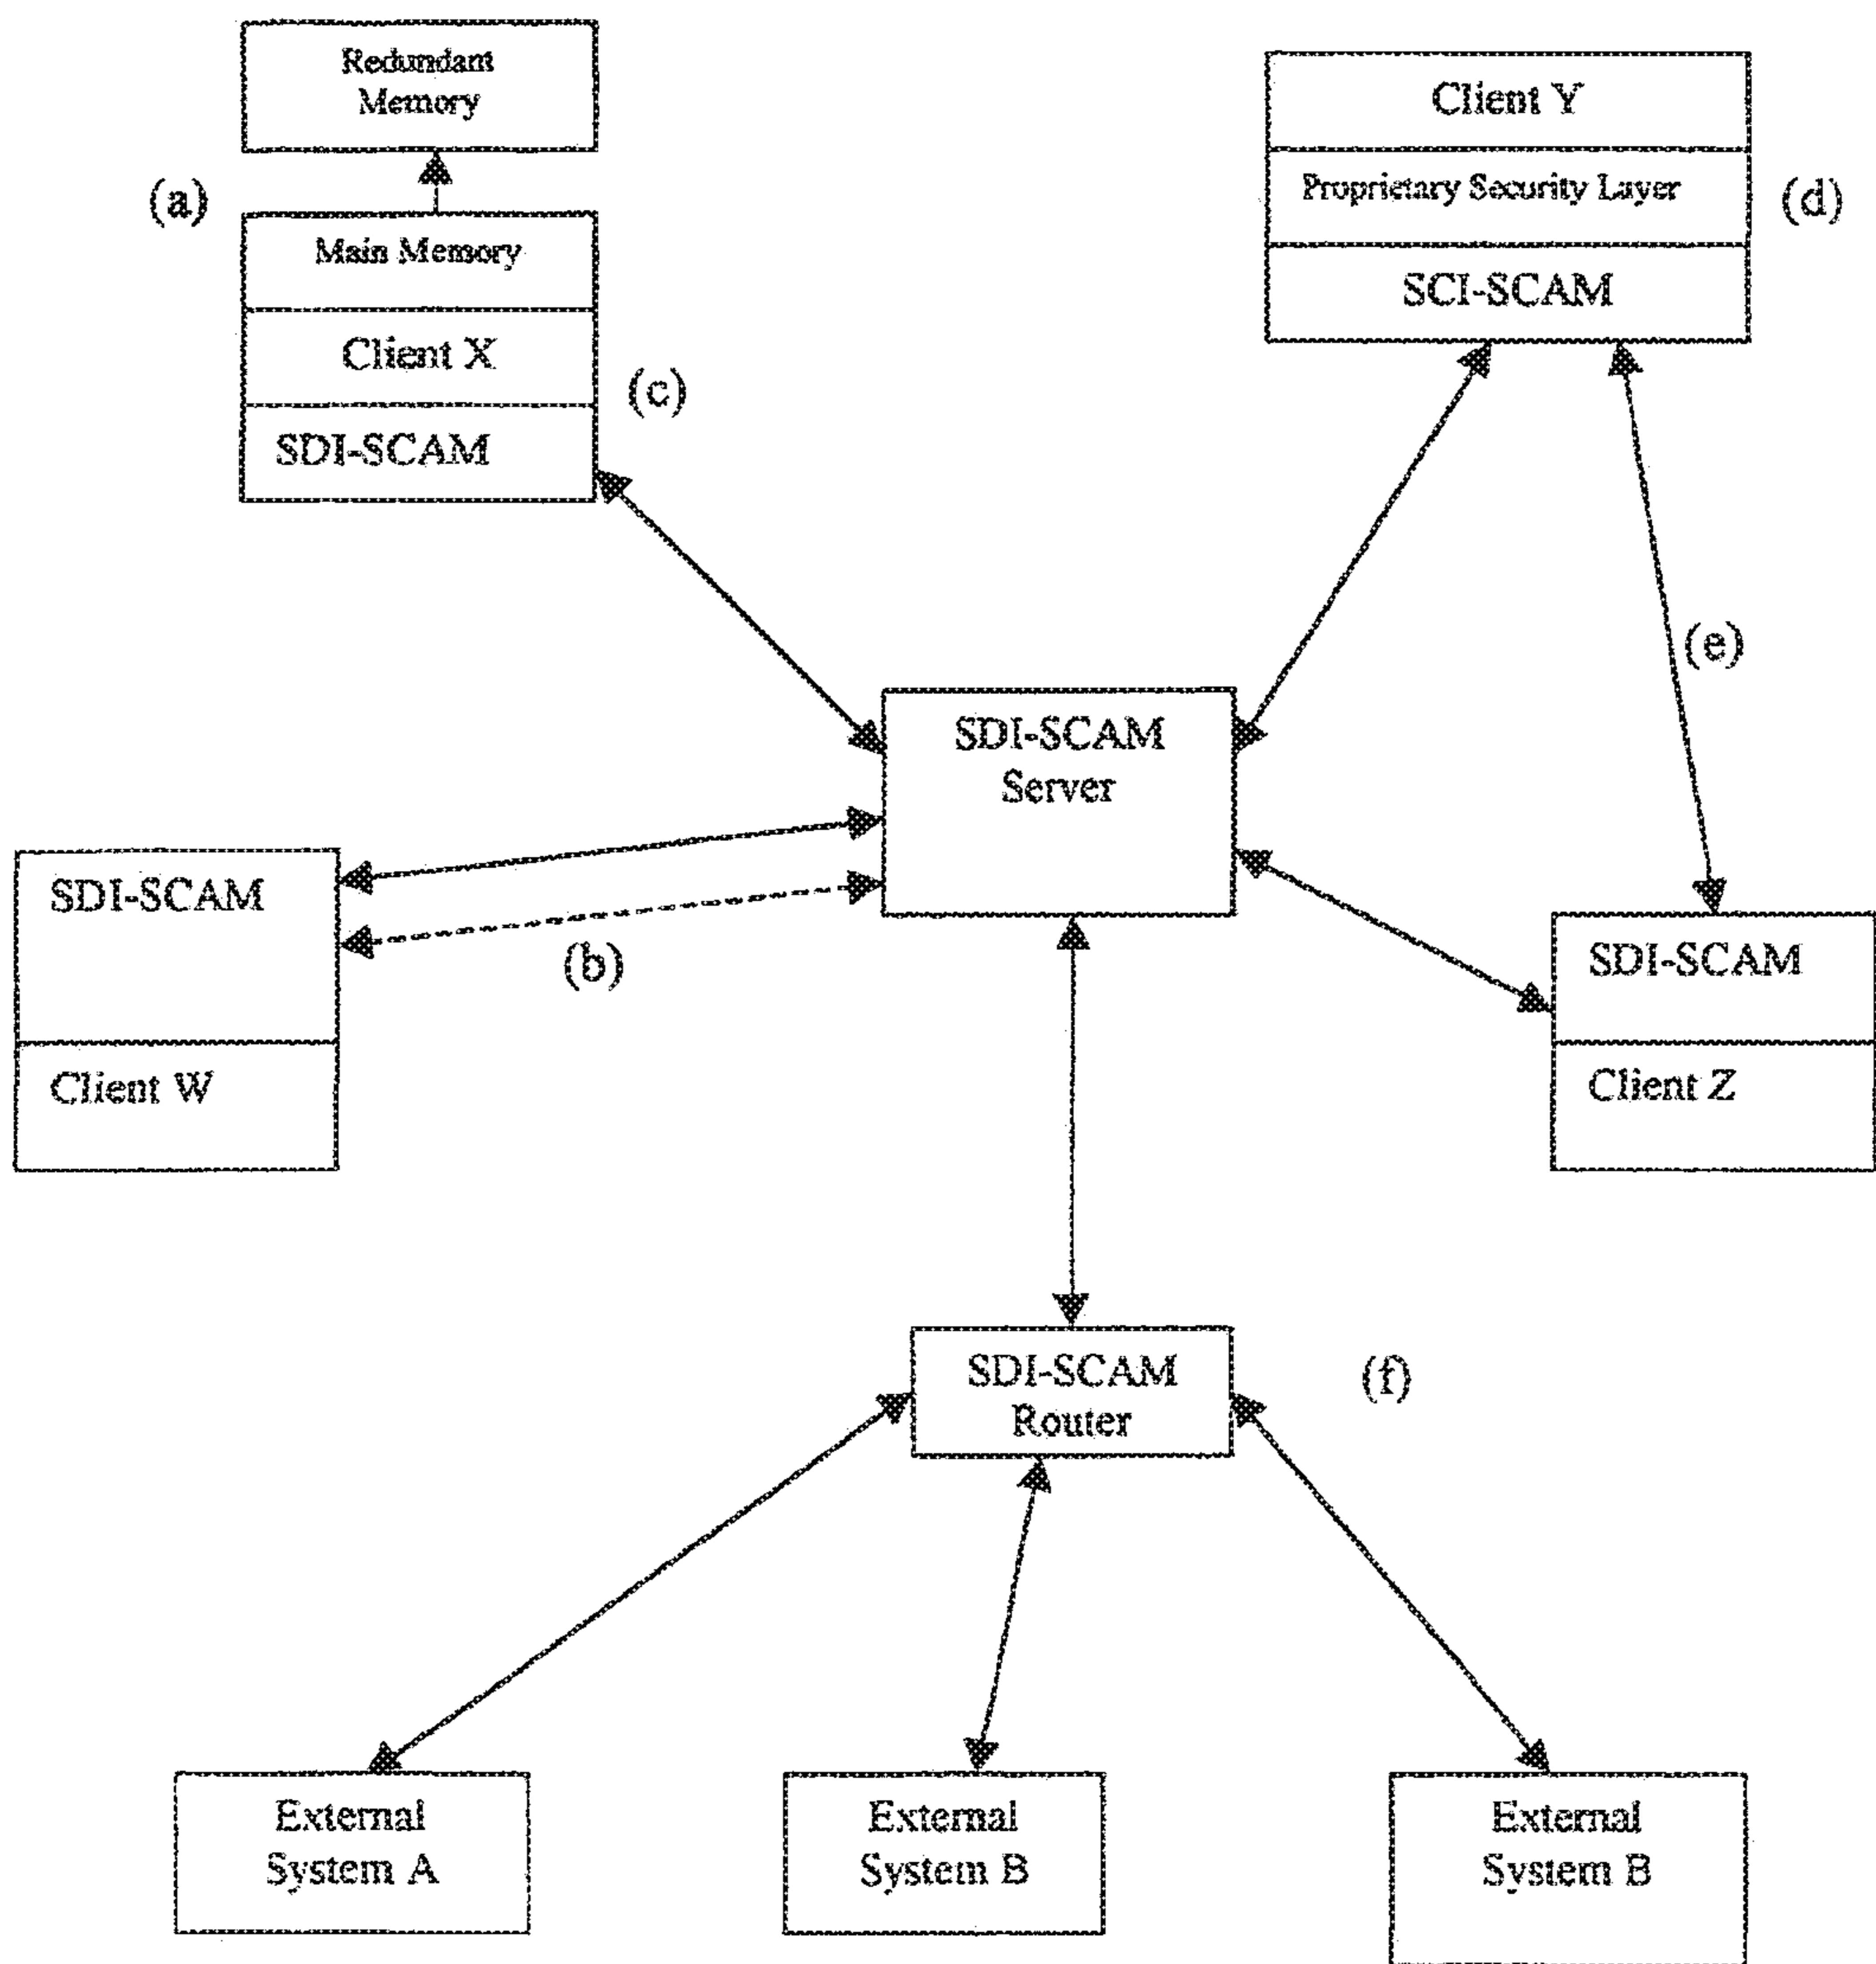 Redundant
Memory
(a)
Main Memory
Client X
(c)
SDI-SCAM
Client Y
Proprietary Security Layer
(d)
SCI-SCAM
(e)
SDI-SCAM
Server
SDI-SCAM
Client W
(b)
SDI-SCAM
Client Z
SDI-SCAM
Router
(f)
External
System A
External
System B
External
System B